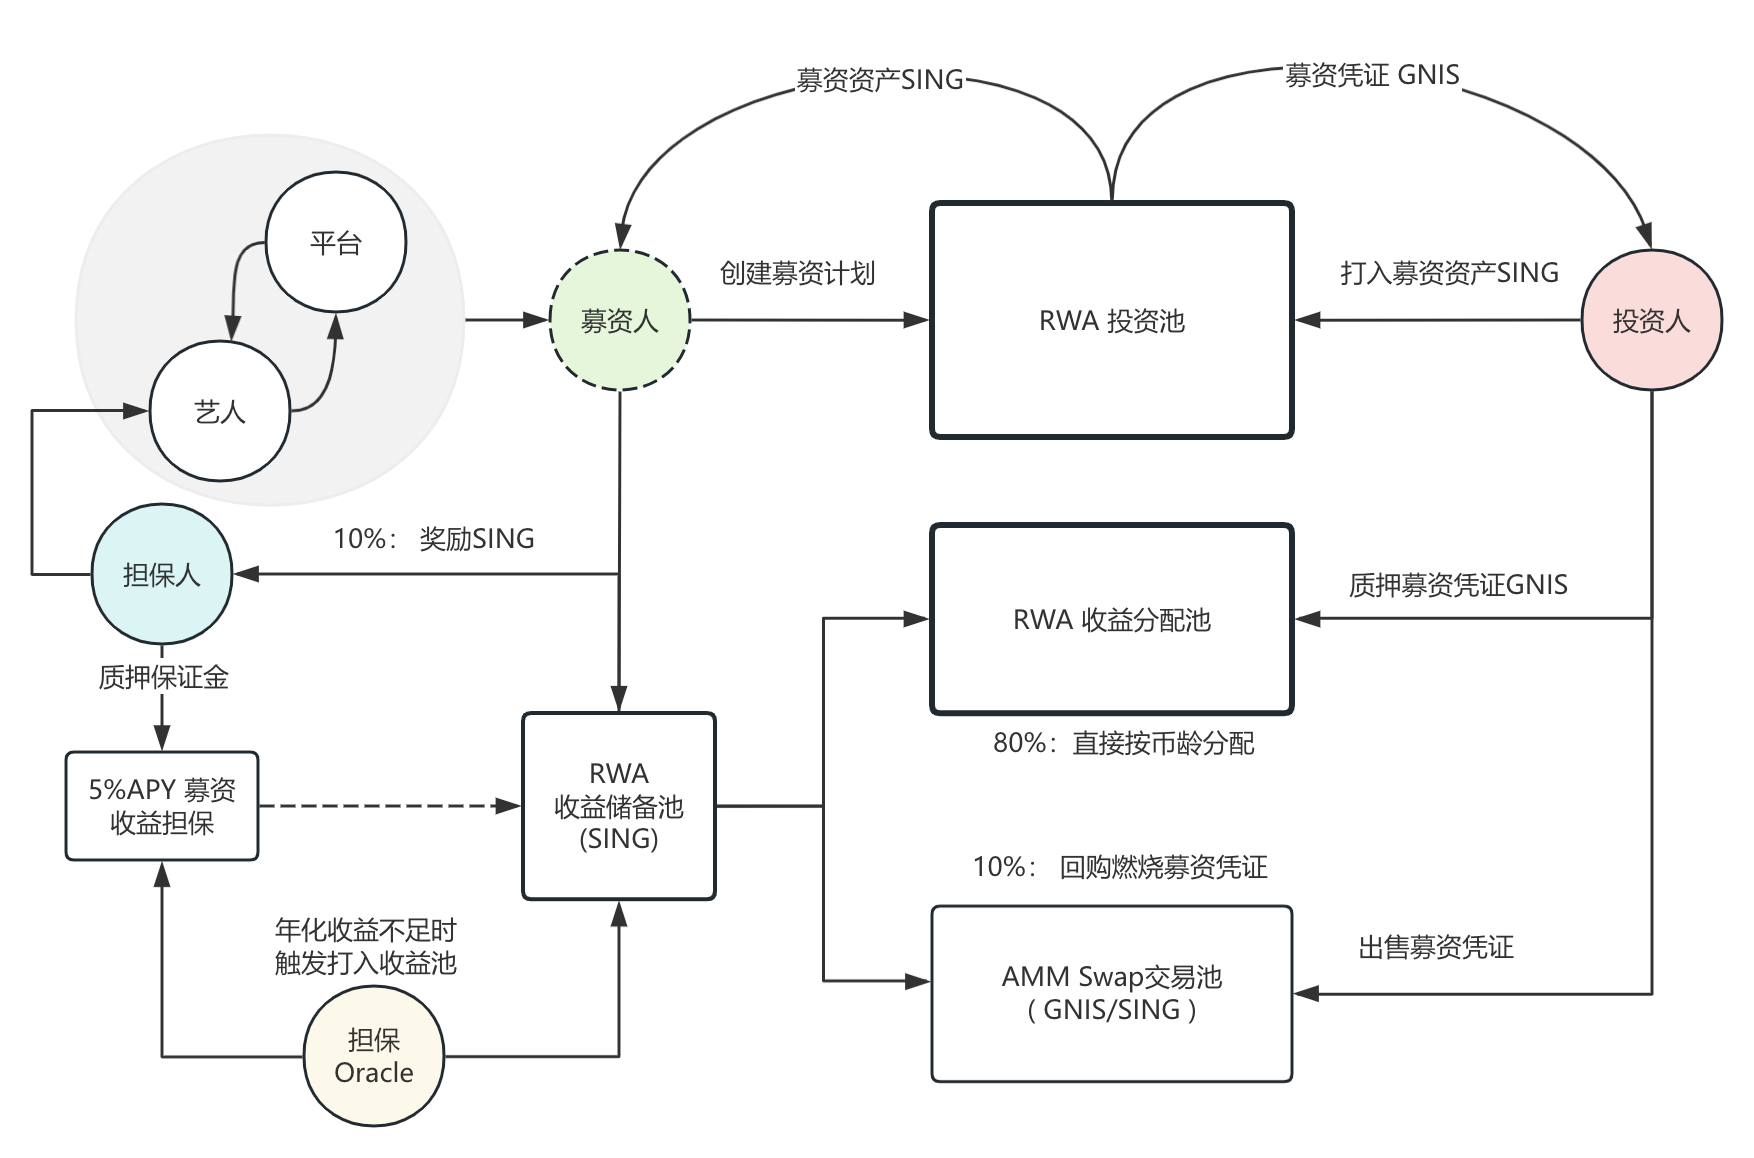 募资资产SING
募资凭证 GNIS
平台
艺人
募资人
创建募资计划
RWA 投资池
打入募资资产SING
投资人
10%： 奖励SING
担保人
质押保证金
RWA 收益分配池
质押募资凭证GNIS
80%：直接按币龄分配
5%APY 募资
收益担保
RWA
收益储备池
(SING)
10%： 回购燃烧募资凭证
年化收益不足时
触发打入收益池
AMM Swap交易池
（ GNIS/SING ）
出售募资凭证
担保
Oracle